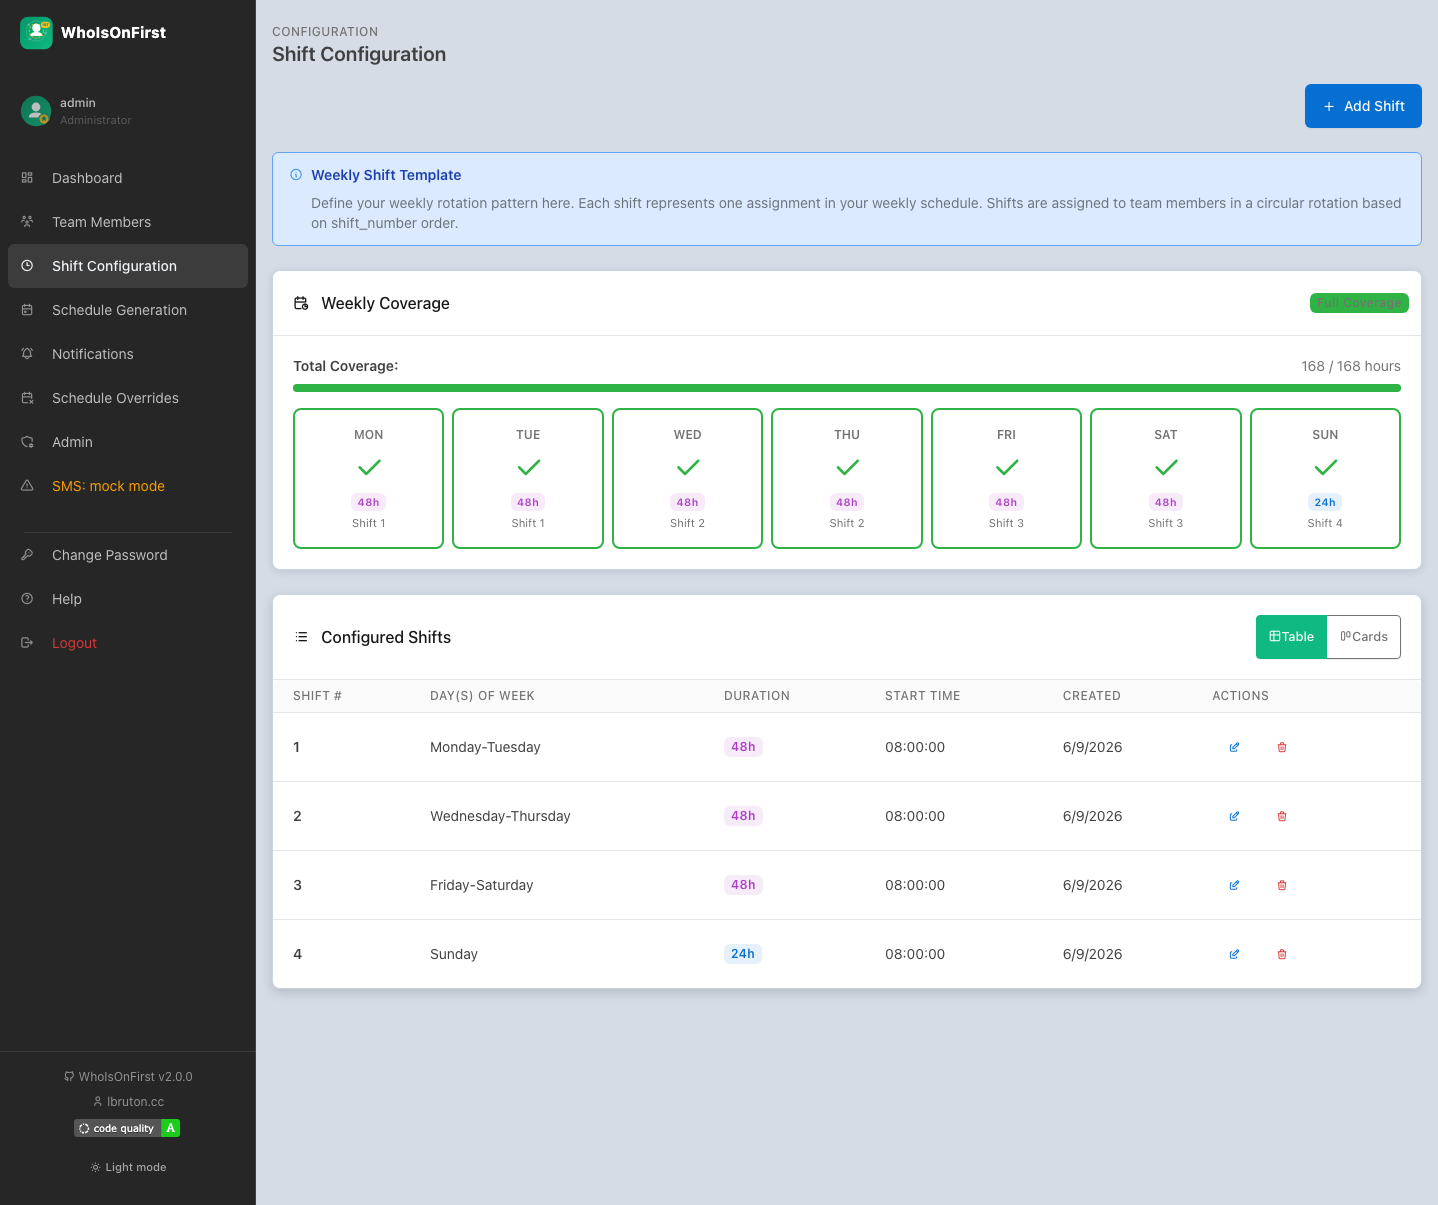 WhoIsOnFirst
admin
Administrator
Dashboard
Team Members
Shift Configuration
Schedule Generation
Notifications
Schedule Overrides
Admin
SMS: mock mode
Change Password
Help
Logout
WhoIsOnFirst v2.0.0
lbruton.cc
code quality A
Light mode
CONFIGURATION
Shift Configuration
+ Add Shift
Weekly Shift Template
Define your weekly rotation pattern here. Each shift represents one assignment in your weekly schedule. Shifts are assigned to team members in a circular rotation based
on shift_number order.
Weekly Coverage
Full Coverage
Total Coverage:
168 / 168 hours
MON TUE WED THU FRI SAT SUN
48h 48h 48h 48h 48h 48h 24h
Shift 1 Shift 1 Shift 2 Shift 2 Shift 3 Shift 3 Shift 4
Configured Shifts
Table Cards
SHIFT # DAY(S) OF WEEK DURATION START TIME CREATED ACTIONS
1 Monday-Tuesday 48h 08:00:00 6/9/2026
2 Wednesday-Thursday 48h 08:00:00 6/9/2026
3 Friday-Saturday 48h 08:00:00 6/9/2026
4 Sunday 24h 08:00:00 6/9/2026